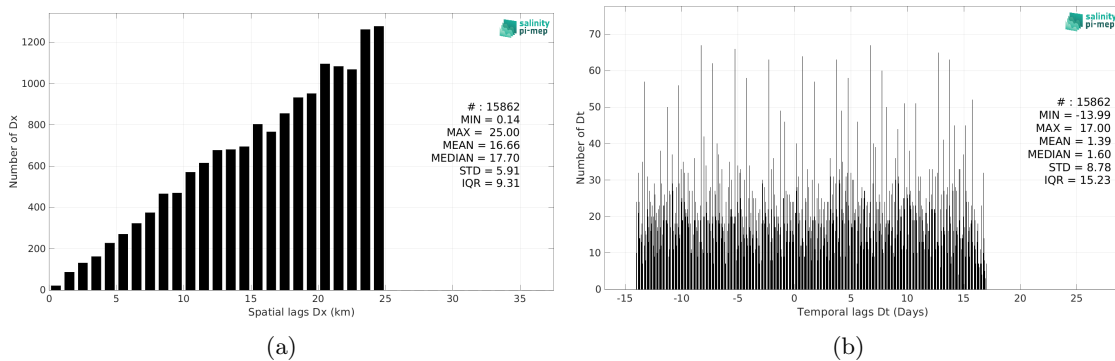 salinity
pi-mep
1200
1000
800
600
400
200
0
Number of Dx
# : 15862
MIN = 0.14
MAX = 25.00
MEAN = 16.66
MEDIAN = 17.70
STD = 5.91
IQR = 9.31
0 5 10 15 20 25 30 35
Spatial lags Dx (km)
(a)
salinity
pi-mep
70
60
50
40
30
20
10
0
Number of Dt
# : 15862
MIN = -13.99
MAX = 17.00
MEAN = 1.39
MEDIAN = 1.60
STD = 8.78
IQR = 15.23
-15 -10 -5 0 5 10 15 20 25
Temporal lags Dt (Days)
(b)